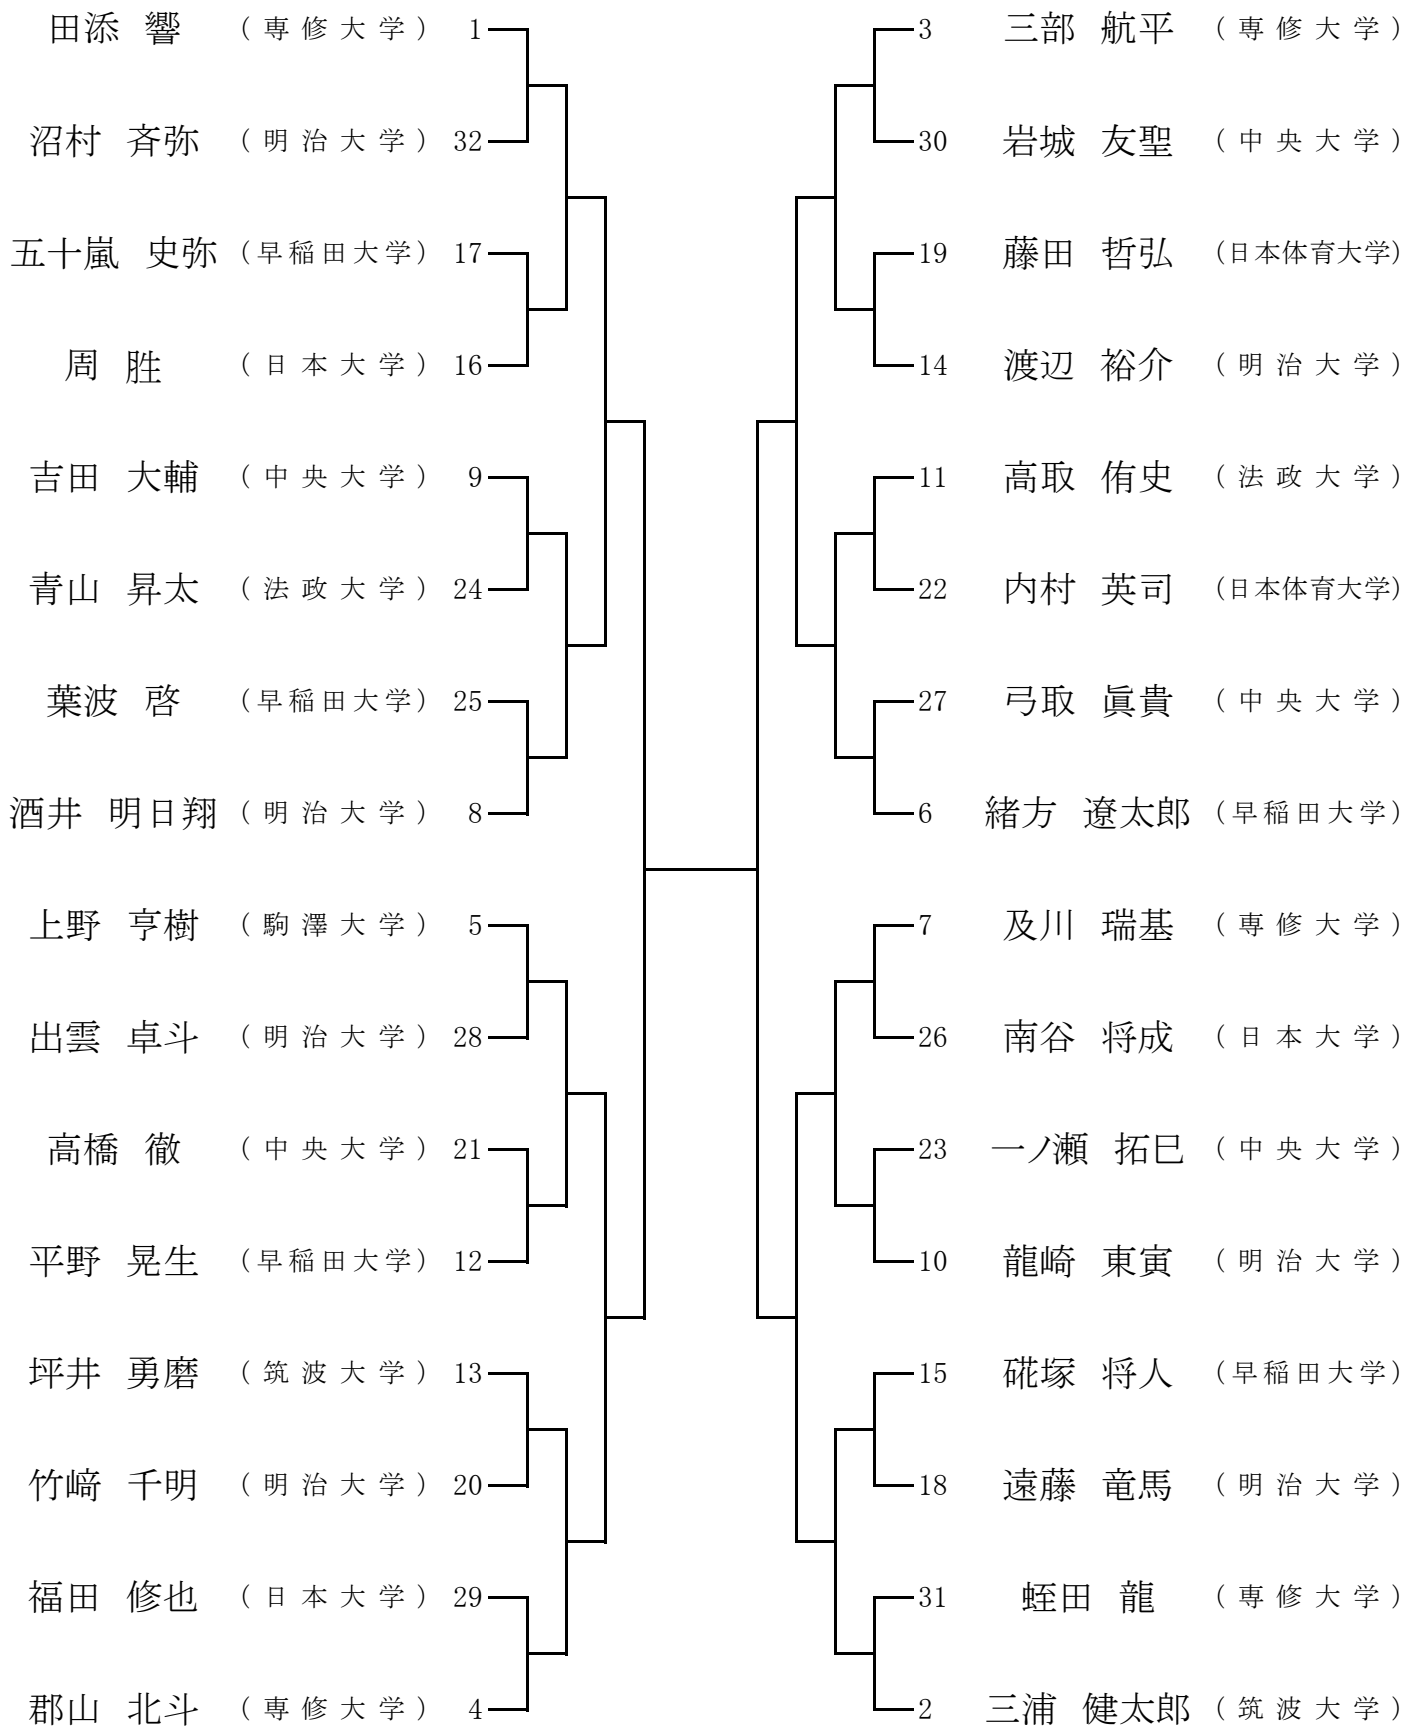 田添 響 (専修大学) 1
沼村 斉弥 (明治大学) 32
五十嵐 史弥 (早稲田大学) 17
周 胜 (日本大学) 16
吉田 大輔 (中央大学) 9
青山 昇太 (法政大学) 24
葉波 啓 (早稲田大学) 25
酒井 明日翔 (明治大学) 8
上野 亨樹 (駒澤大学) 5
出雲 卓斗 (明治大学) 28
高橋 徹 (中央大学) 21
平野 晃生 (早稲田大学) 12
坪井 勇磨 (筑波大学) 13
竹﨑 千明 (明治大学) 20
福田 修也 (日本大学) 29
郡山 北斗 (専修大学) 4
3 三部 航平 (専修大学)
30 岩城 友聖 (中央大学)
19 藤田 哲弘 (日本体育大学)
14 渡辺 裕介 (明治大学)
11 高取 侑史 (法政大学)
22 内村 英司 (日本体育大学)
27 弓取 眞貴 (中央大学)
6 緒方 遼太郎 (早稲田大学)
7 及川 瑞基 (専修大学)
26 南谷 将成 (日本大学)
23 一ノ瀬 拓巳 (中央大学)
10 龍崎 東寅 (明治大学)
15 硴塚 将人 (早稲田大学)
18 遠藤 竜馬 (明治大学)
31 蛭田 龍 (専修大学)
2 三浦 健太郎 (筑波大学)